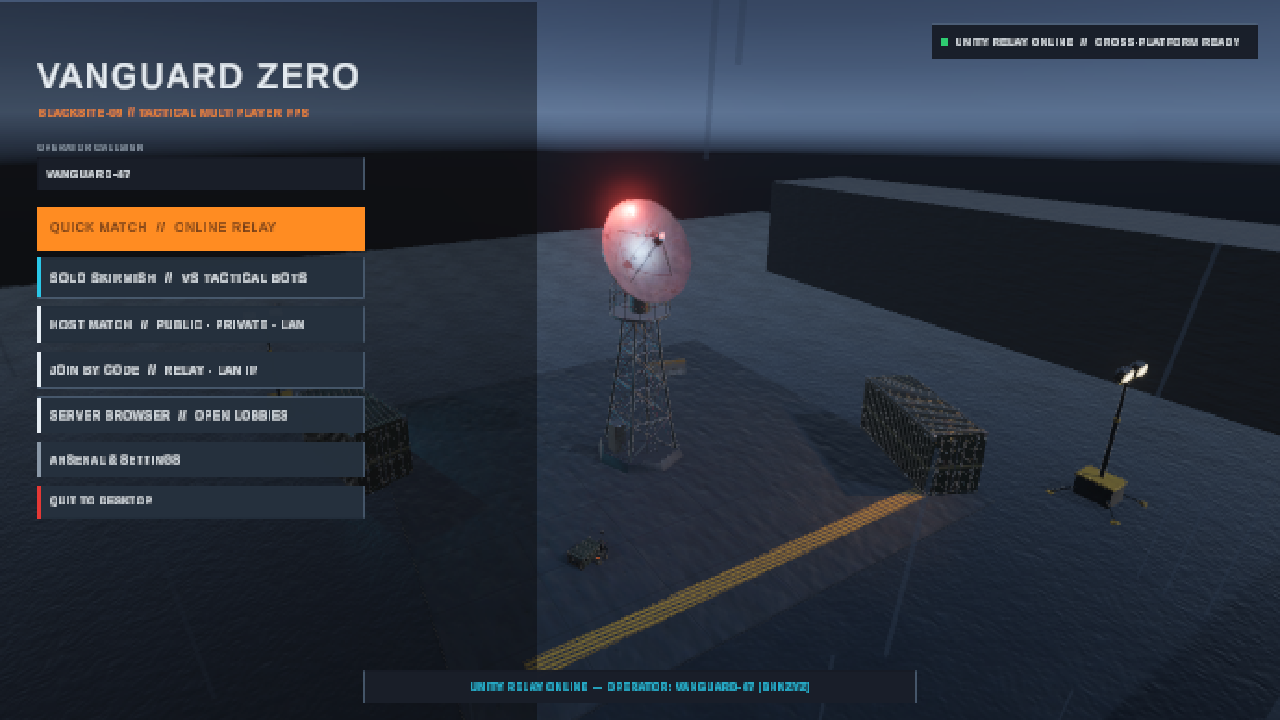 VANGUARD ZERO
BLACKSITE-09 // TACTICAL MULTIPLAYER FPS
OPERATOR CALLSIGN
VANGUARD-47
QUICK MATCH // ONLINE RELAY
SOLO SKIRMISH // VS TACTICAL BOTS
HOST MATCH // PUBLIC · PRIVATE · LAN
JOIN BY CODE // RELAY · LAN IP
SERVER BROWSER // OPEN LOBBIES
ARSENAL & SETTINGS
QUIT TO DESKTOP
UNITY RELAY ONLINE // CROSS-PLATFORM READY
UNITY RELAY ONLINE — OPERATOR: VANGUARD-47